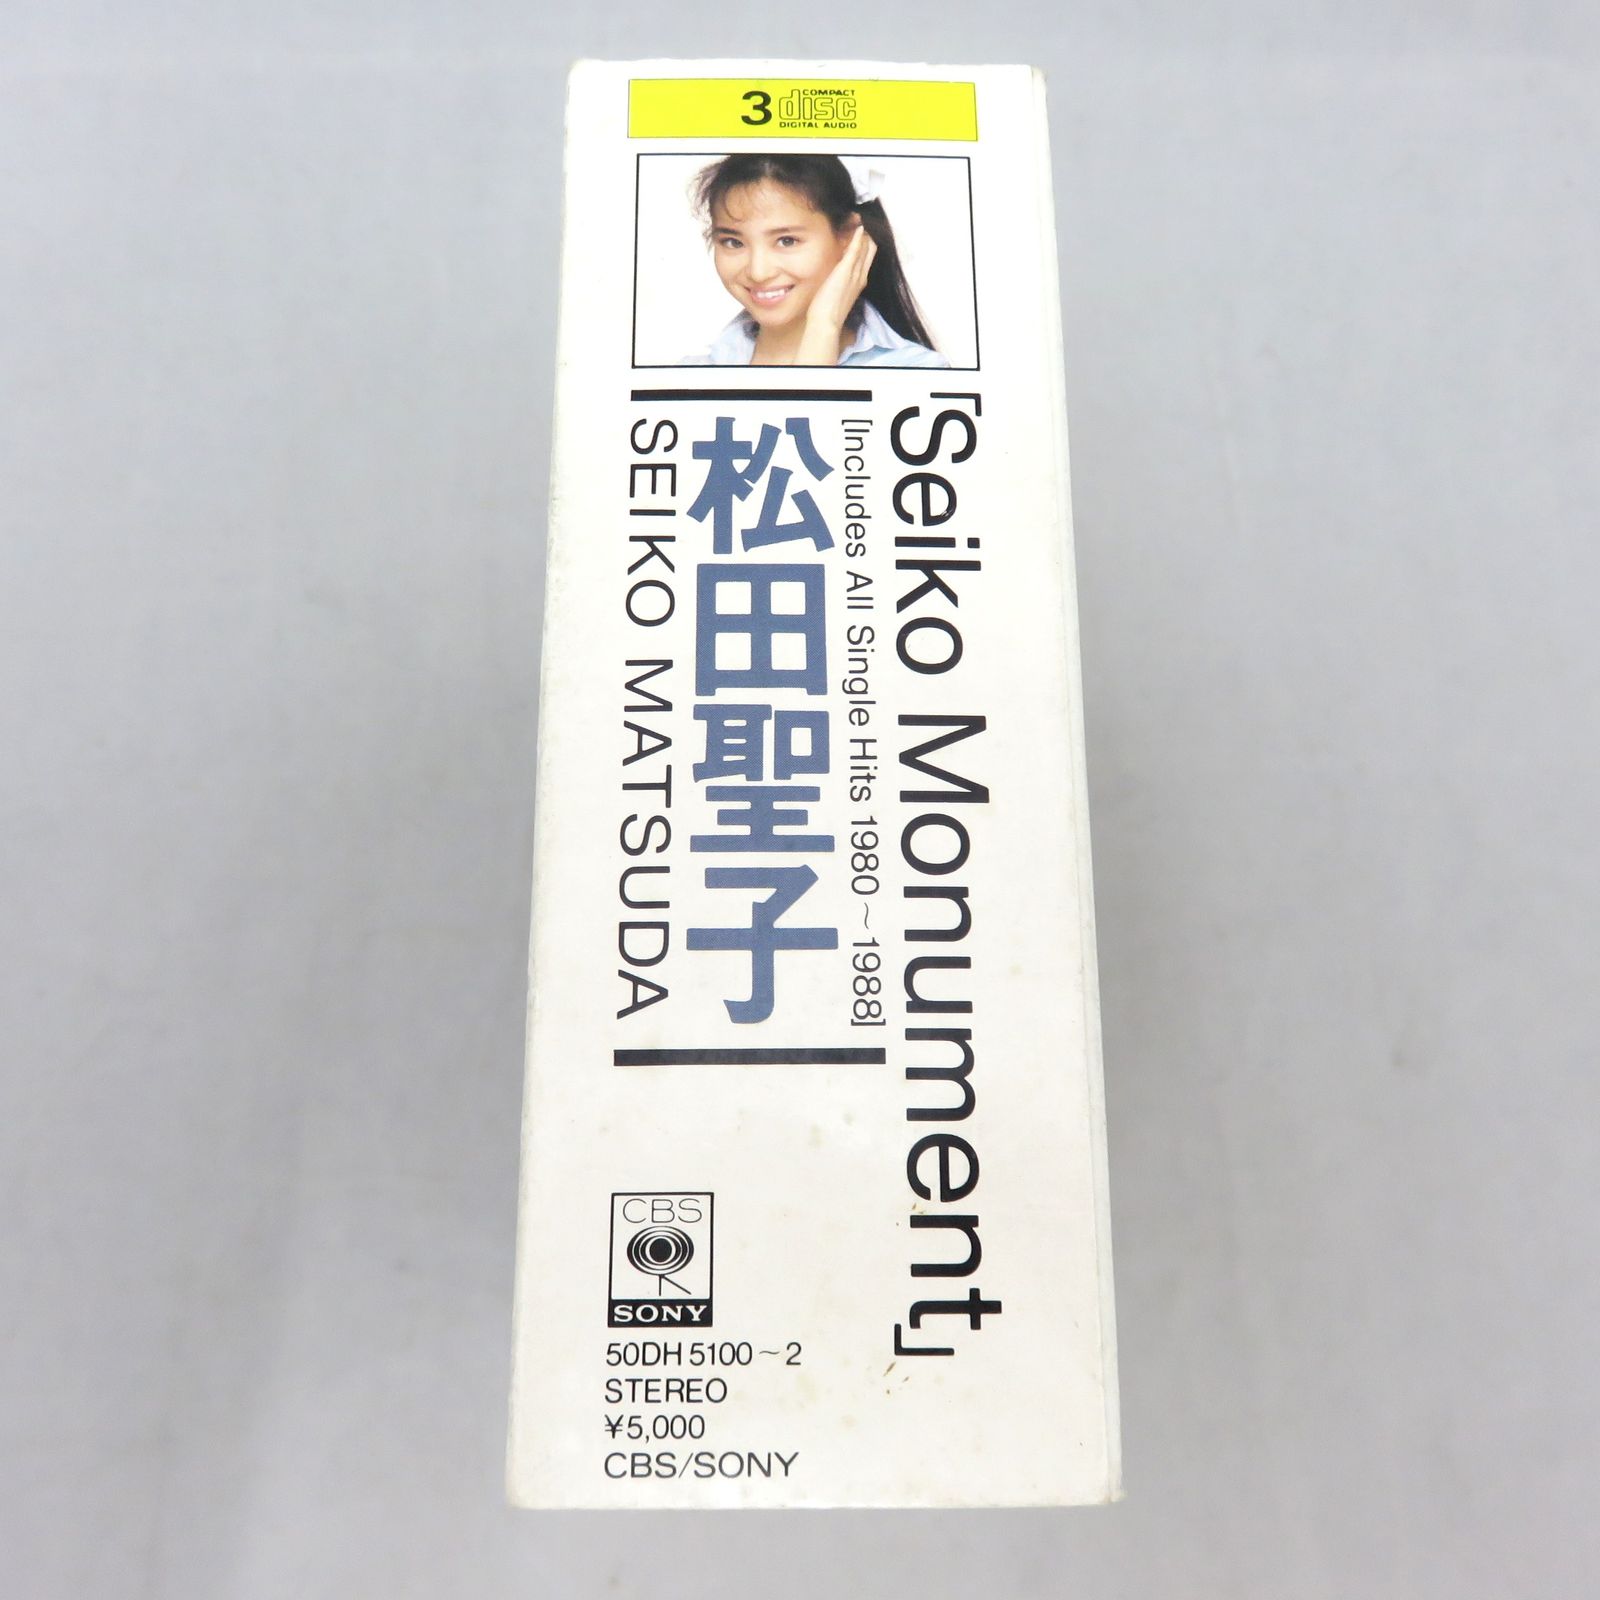 3 COMPACT disc DIGITAL AUDIO
「Seiko Monument」
[Includes All Single Hits 1980～1988]
松田聖子
SEIKO MATSUDA
CBS
SONY
50DH 5100～2
STEREO
¥5,000
CBS/SONY